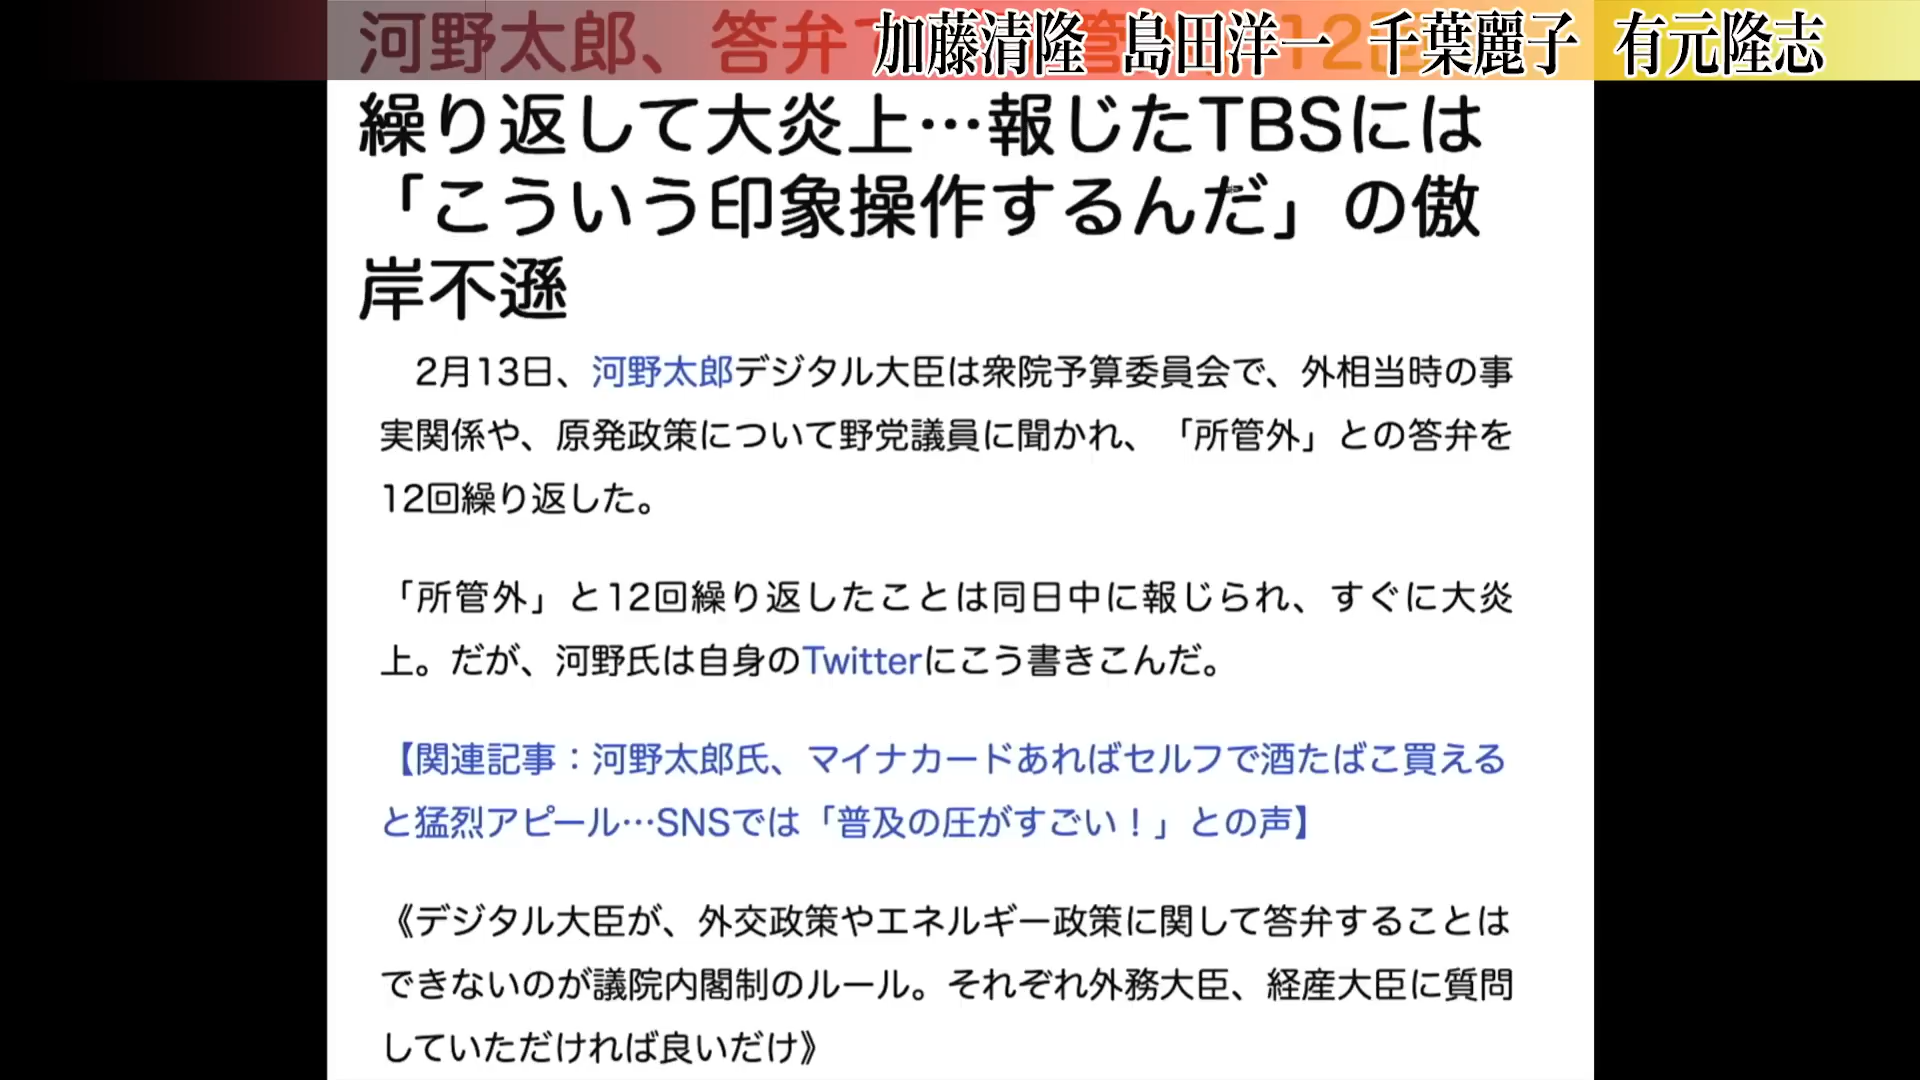 加藤清隆 島田洋一 千葉麗子 有元隆志
河野太郎、答弁
繰り返して大炎上…報じたTBSには
「こういう印象操作するんだ」の傲
岸不遜
2月13日、河野太郎デジタル大臣は衆院予算委員会で、外相当時の事
実関係や、原発政策について野党議員に聞かれ、「所管外」との答弁を
12回繰り返した。
「所管外」と12回繰り返したことは同日中に報じられ、すぐに大炎
上。だが、河野氏は自身のTwitterにこう書きこんだ。
【関連記事：河野太郎氏、マイナカードあればセルフで酒たばこ買える
と猛烈アピール…SNSでは「普及の圧がすごい！」との声】
《デジタル大臣が、外交政策やエネルギー政策に関して答弁することは
できないのが議院内閣制のルール。それぞれ外務大臣、経産大臣に質問
していただければ良いだけ》